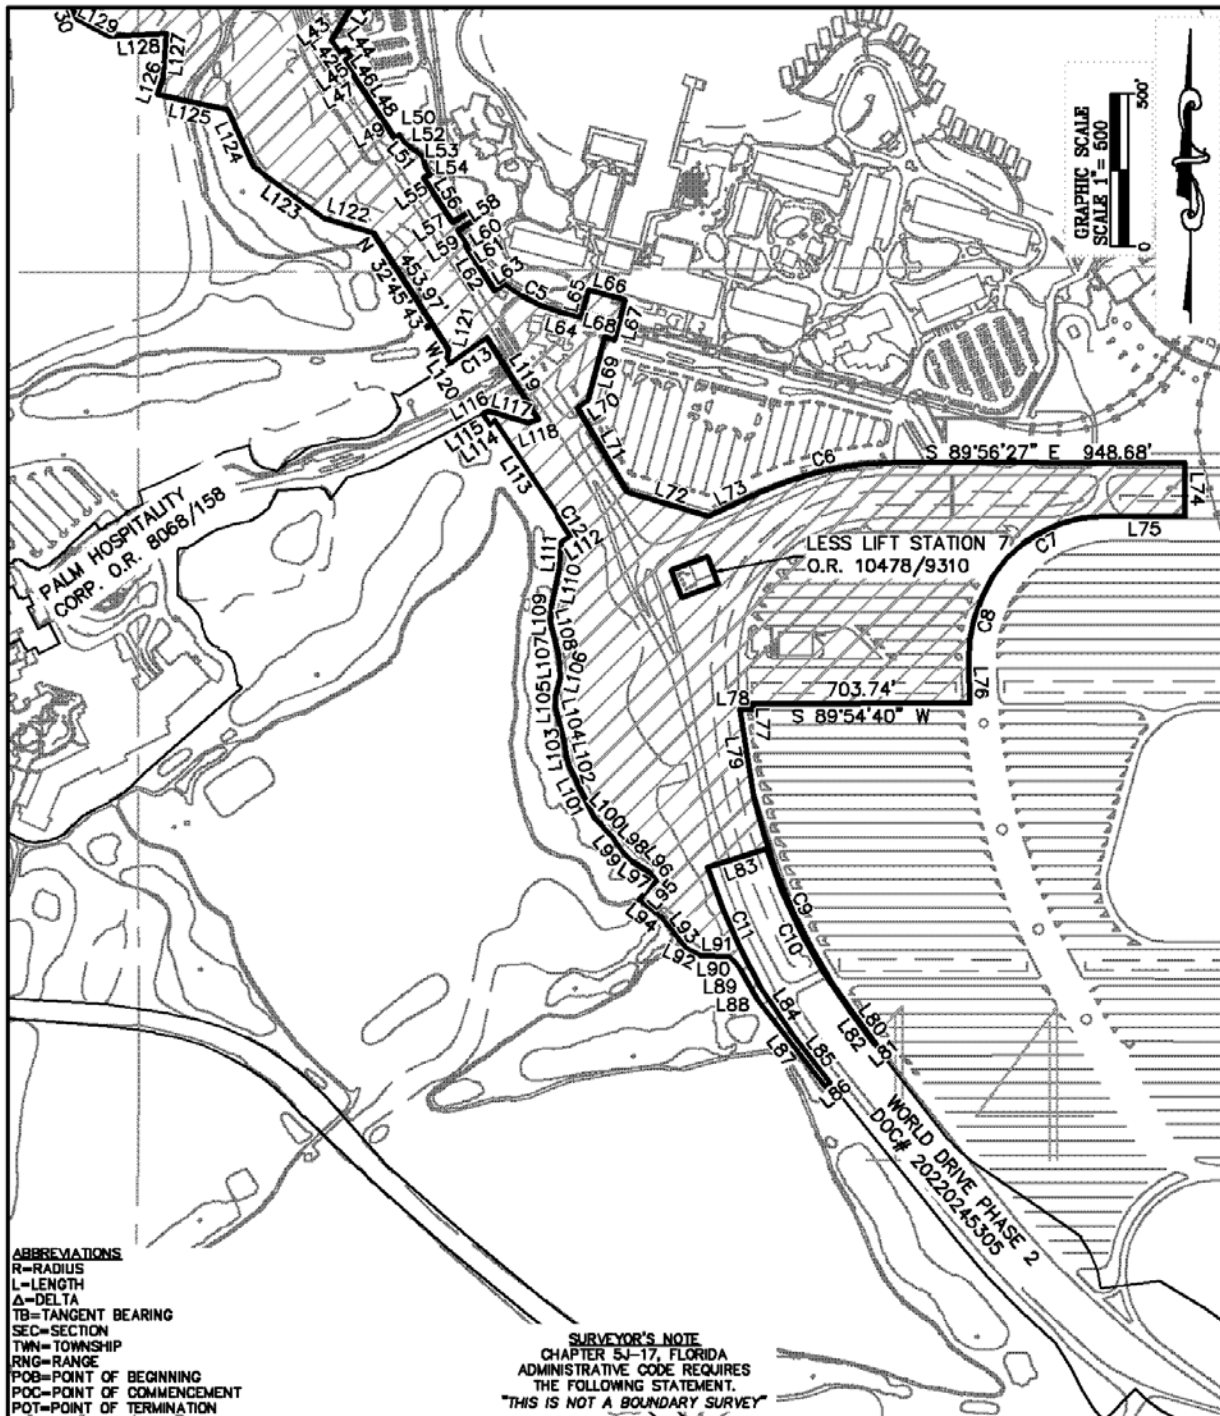 30
L129
L128
L127
L126
L125
L124
L123
L122
L43
L44
L45
L46
L47
L48
L49
L50
L51
L52
L53
L54
L55
L56
L57
L58
L59
L60
L61
L62
L63
C5
L64
L65
L66
L67
L68
L69
L70
L71
L72
L73
C6
GRAPHIC SCALE
SCALE 1" = 500
0
500'
N 32°45'43" W
453.97'
L121
L120
C13
L119
L118
L117
L116
L115
L114
L113
C12
L112
L111
L110
L109
L108
L107
L106
L105
L104
L103
L102
L101
L100
L99
L98
L97
L96
L95
L94
L93
L92
L91
L90
L89
L88
L87
L86
L85
L84
C11
L83
C10
C9
L82
L81
L80
L79
L78
L77
S 89°56'27" E 948.68'
L74
L75
C7
C8
L76
703.74'
S 89°54'40" W
LESS LIFT STATION 7
O.R. 10478/9310
PALM HOSPITALITY
CORP. O.R. 8068/158
WORLD DRIVE PHASE 2
DOC# 20220245305
ABBREVIATIONS
R=RADIUS
L=LENGTH
Δ=DELTA
TB=TANGENT BEARING
SEC=SECTION
TWN=TOWNSHIP
RNG=RANGE
POB=POINT OF BEGINNING
POC=POINT OF COMMENCEMENT
POT=POINT OF TERMINATION
SURVEYOR'S NOTE
CHAPTER 5J-17, FLORIDA
ADMINISTRATIVE CODE REQUIRES
THE FOLLOWING STATEMENT.
"THIS IS NOT A BOUNDARY SURVEY"